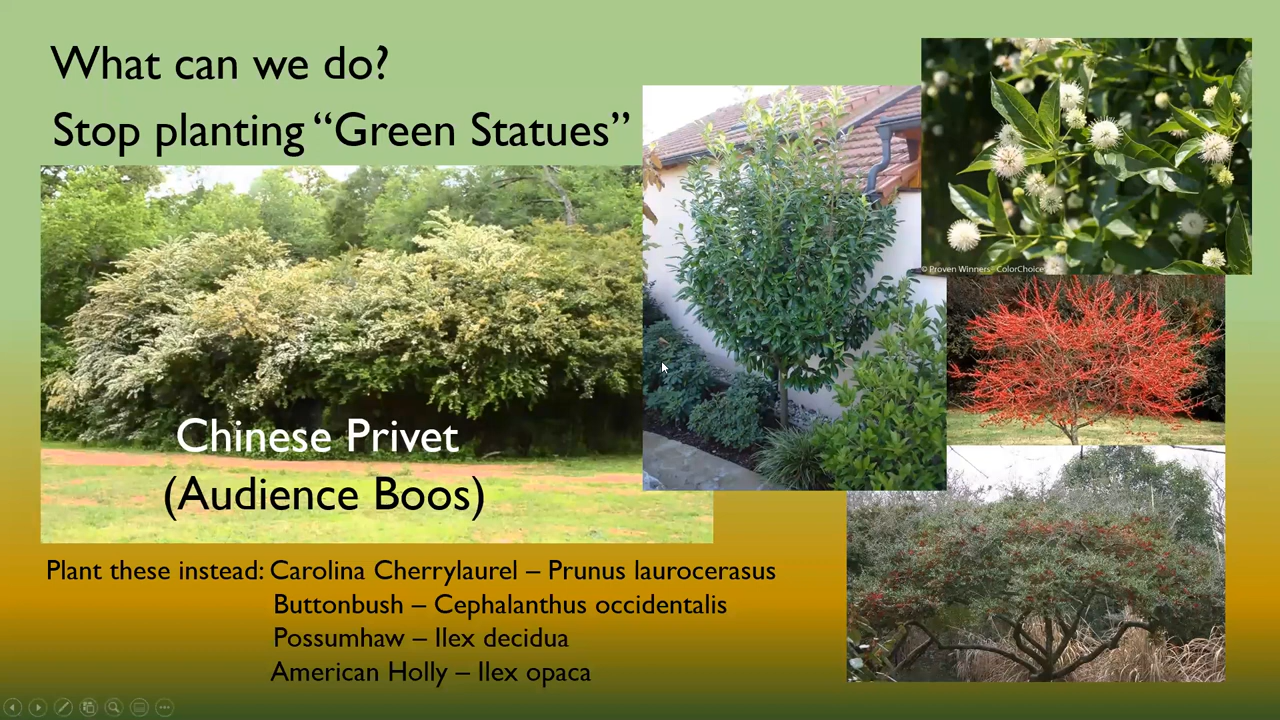 What can we do?
Stop planting “Green Statues”
© Proven Winners - ColorChoice
Chinese Privet
(Audience Boos)
Plant these instead: Carolina Cherrylaurel – Prunus laurocerasus
Buttonbush – Cephalanthus occidentalis
Possumhaw – Ilex decidua
American Holly – Ilex opaca